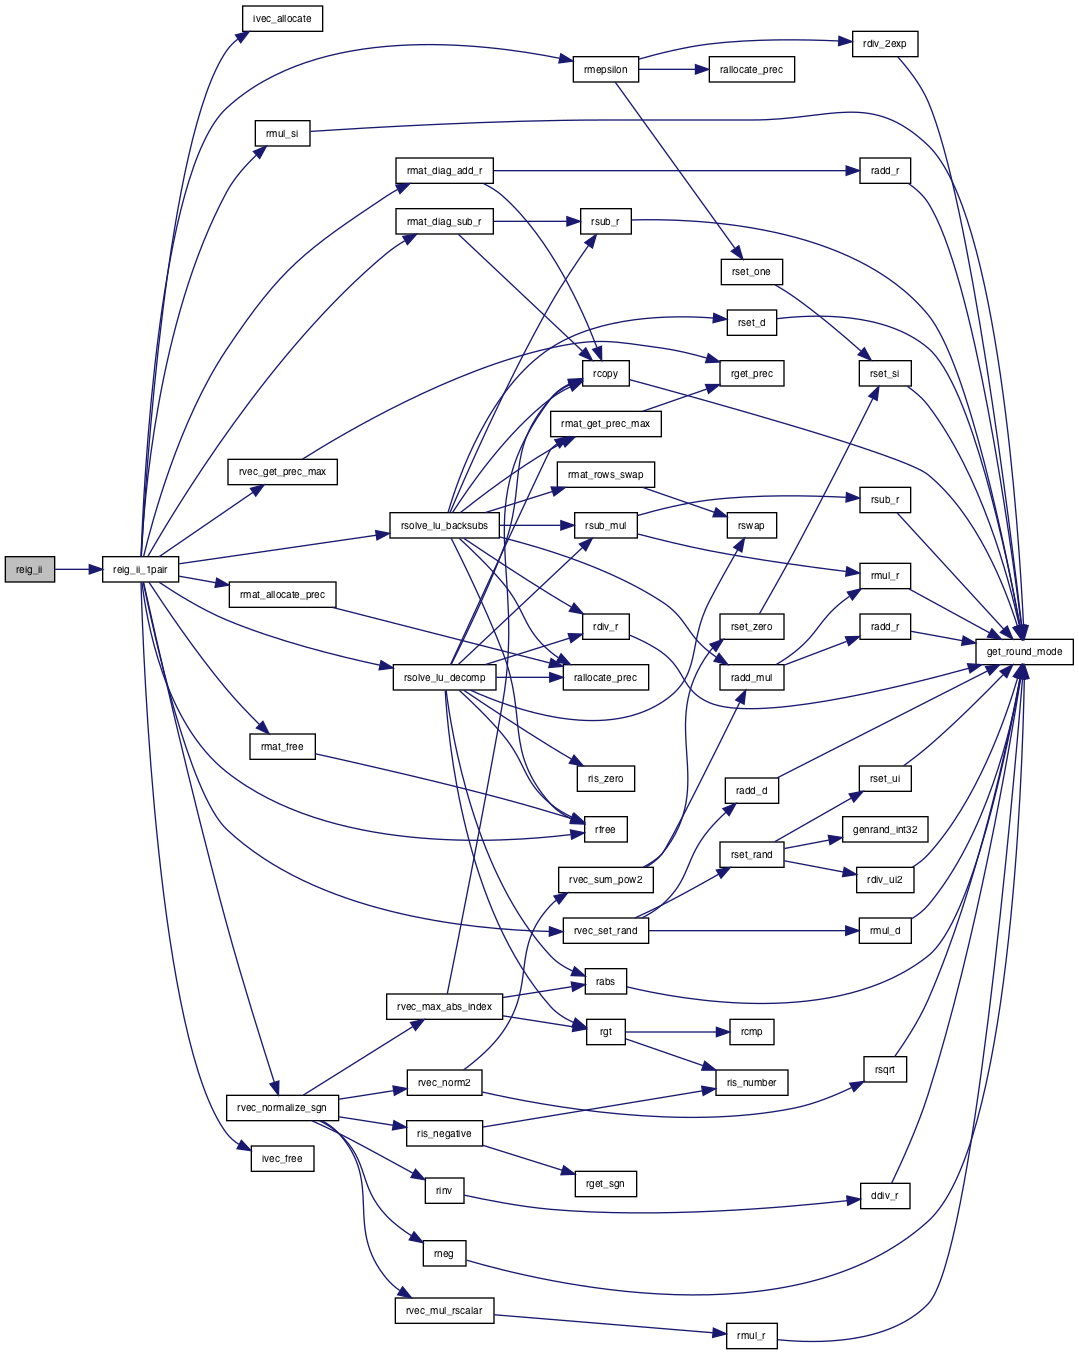 ivec_allocate
rdiv_2exp
rmepsilon
rallocate_prec
rmul_si
rmat_diag_add_r
radd_r
rmat_diag_sub_r
rsub_r
rset_one
rset_d
rcopy
rget_prec
rset_si
rmat_get_prec_max
rvec_get_prec_max
rmat_rows_swap
rsub_r
rsolve_lu_backsubs
rsub_mul
rswap
reig_ii
reig_ii_1pair
rmul_r
rmat_allocate_prec
rdiv_r
rset_zero
radd_r
get_round_mode
rsolve_lu_decomp
rallocate_prec
radd_mul
rmat_free
ris_zero
radd_d
rset_ui
rfree
genrand_int32
rset_rand
rvec_sum_pow2
rdiv_ui2
rvec_set_rand
rmul_d
rabs
rvec_max_abs_index
rgt
rcmp
rsqrt
rvec_norm2
ris_number
rvec_normalize_sgn
ris_negative
ivec_free
rget_sgn
rinv
ddiv_r
rneg
rvec_mul_rscalar
rmul_r